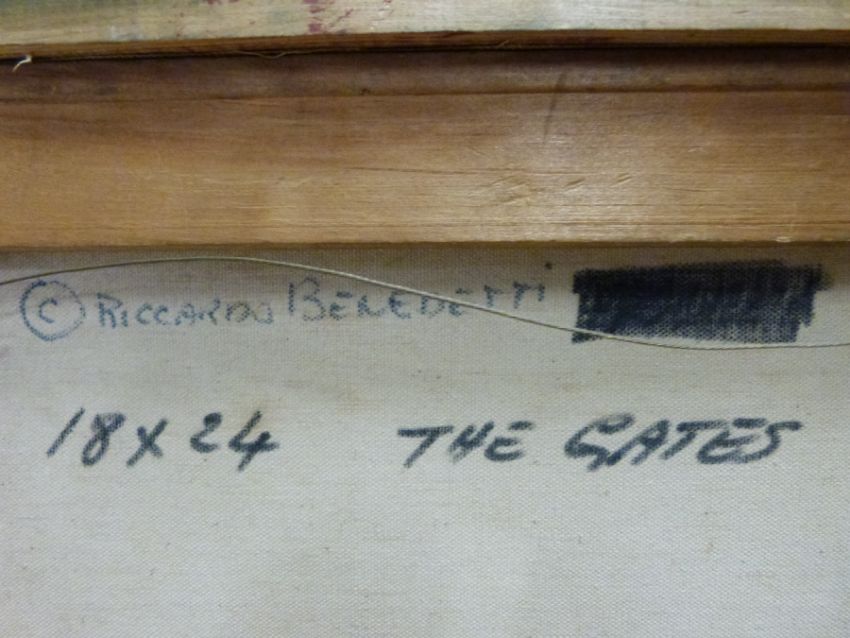 © RICCARDO BENEDETTI
18 X 24 THE GATES